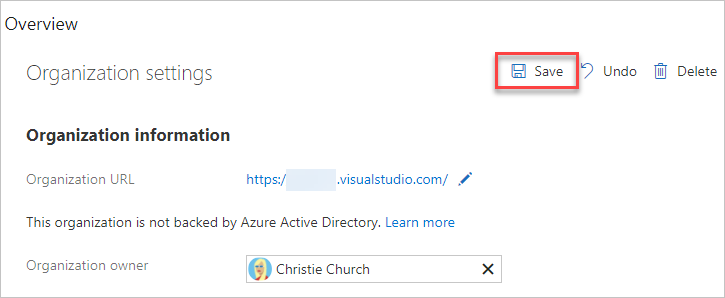 Overview
Organization settings
Save Undo Delete
Organization information
Organization URL https:/ .visualstudio.com/
This organization is not backed by Azure Active Directory. Learn more
Organization owner Christie Church